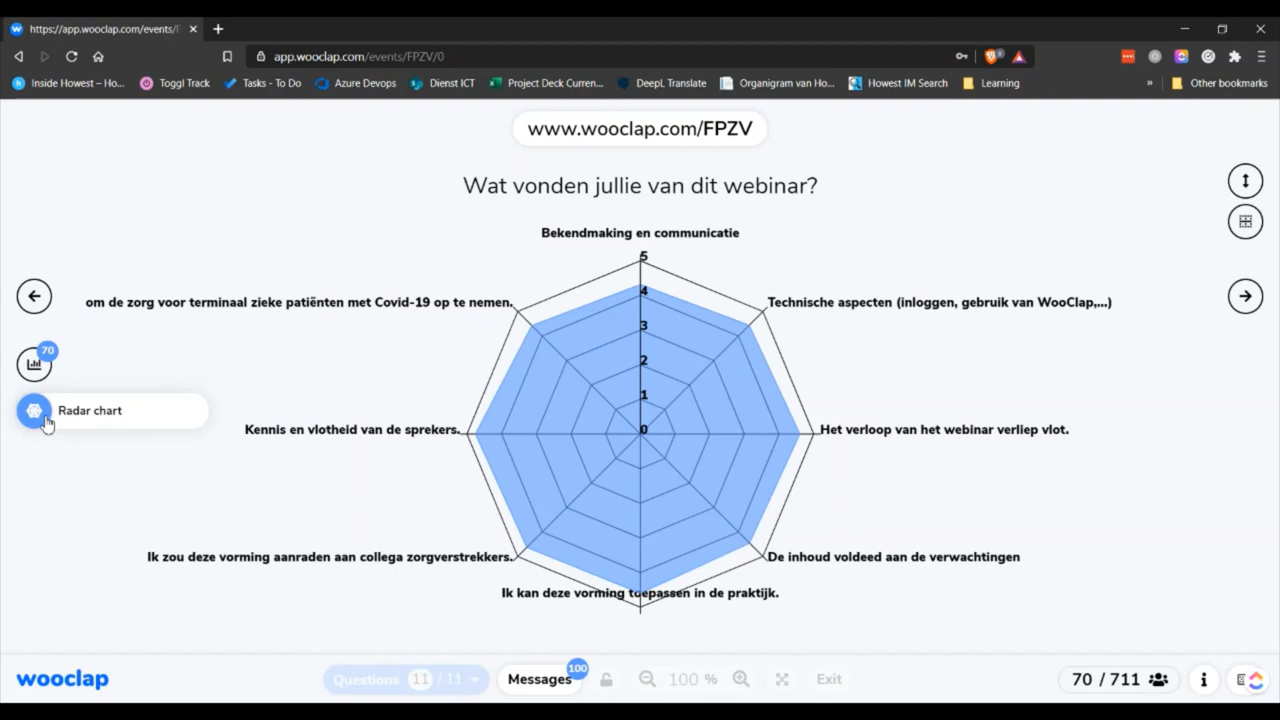 https://app.wooclap.com/events/F
app.wooclap.com/events/FPZV/0
Inside Howest – Ho... Toggl Track Tasks - To Do Azure Devops Dienst ICT Project Deck Curren... DeepL Translate Organigram van Ho... Howest IM Search Learning » Other bookmarks
www.wooclap.com/FPZV
Wat vonden jullie van dit webinar?
Bekendmaking en communicatie
5
om de zorg voor terminaal zieke patiënten met Covid-19 op te nemen.
4
Technische aspecten (inloggen, gebruik van WooClap,...)
3
70
2
1
Radar chart
Kennis en vlotheid van de sprekers.
0
Het verloop van het webinar verliep vlot.
Ik zou deze vorming aanraden aan collega zorgverstrekkers.
De inhoud voldeed aan de verwachtingen
Ik kan deze vorming toepassen in de praktijk.
wooclap
Questions 11 / 11
Messages 100
100 %
Exit
70 / 711